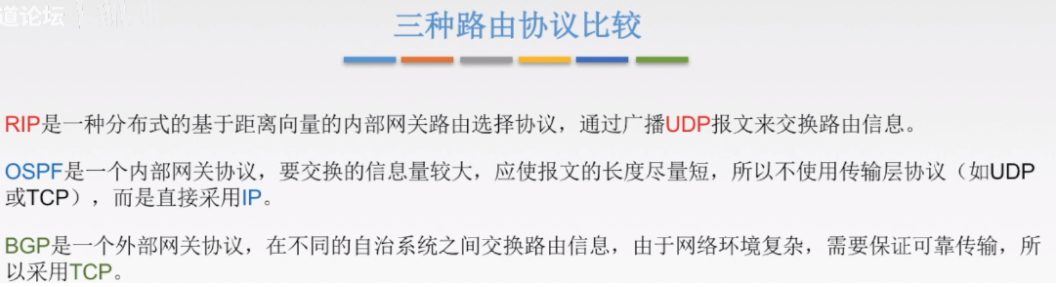 道论坛
三种路由协议比较
RIP是一种分布式的基于距离向量的内部网关路由选择协议，通过广播UDP报文来交换路由信息。
OSPF是一个内部网关协议，要交换的信息量较大，应使报文的长度尽量短，所以不使用传输层协议（如UDP
或TCP），而是直接采用IP。
BGP是一个外部网关协议，在不同的自治系统之间交换路由信息，由于网络环境复杂，需要保证可靠传输，所
以采用TCP。